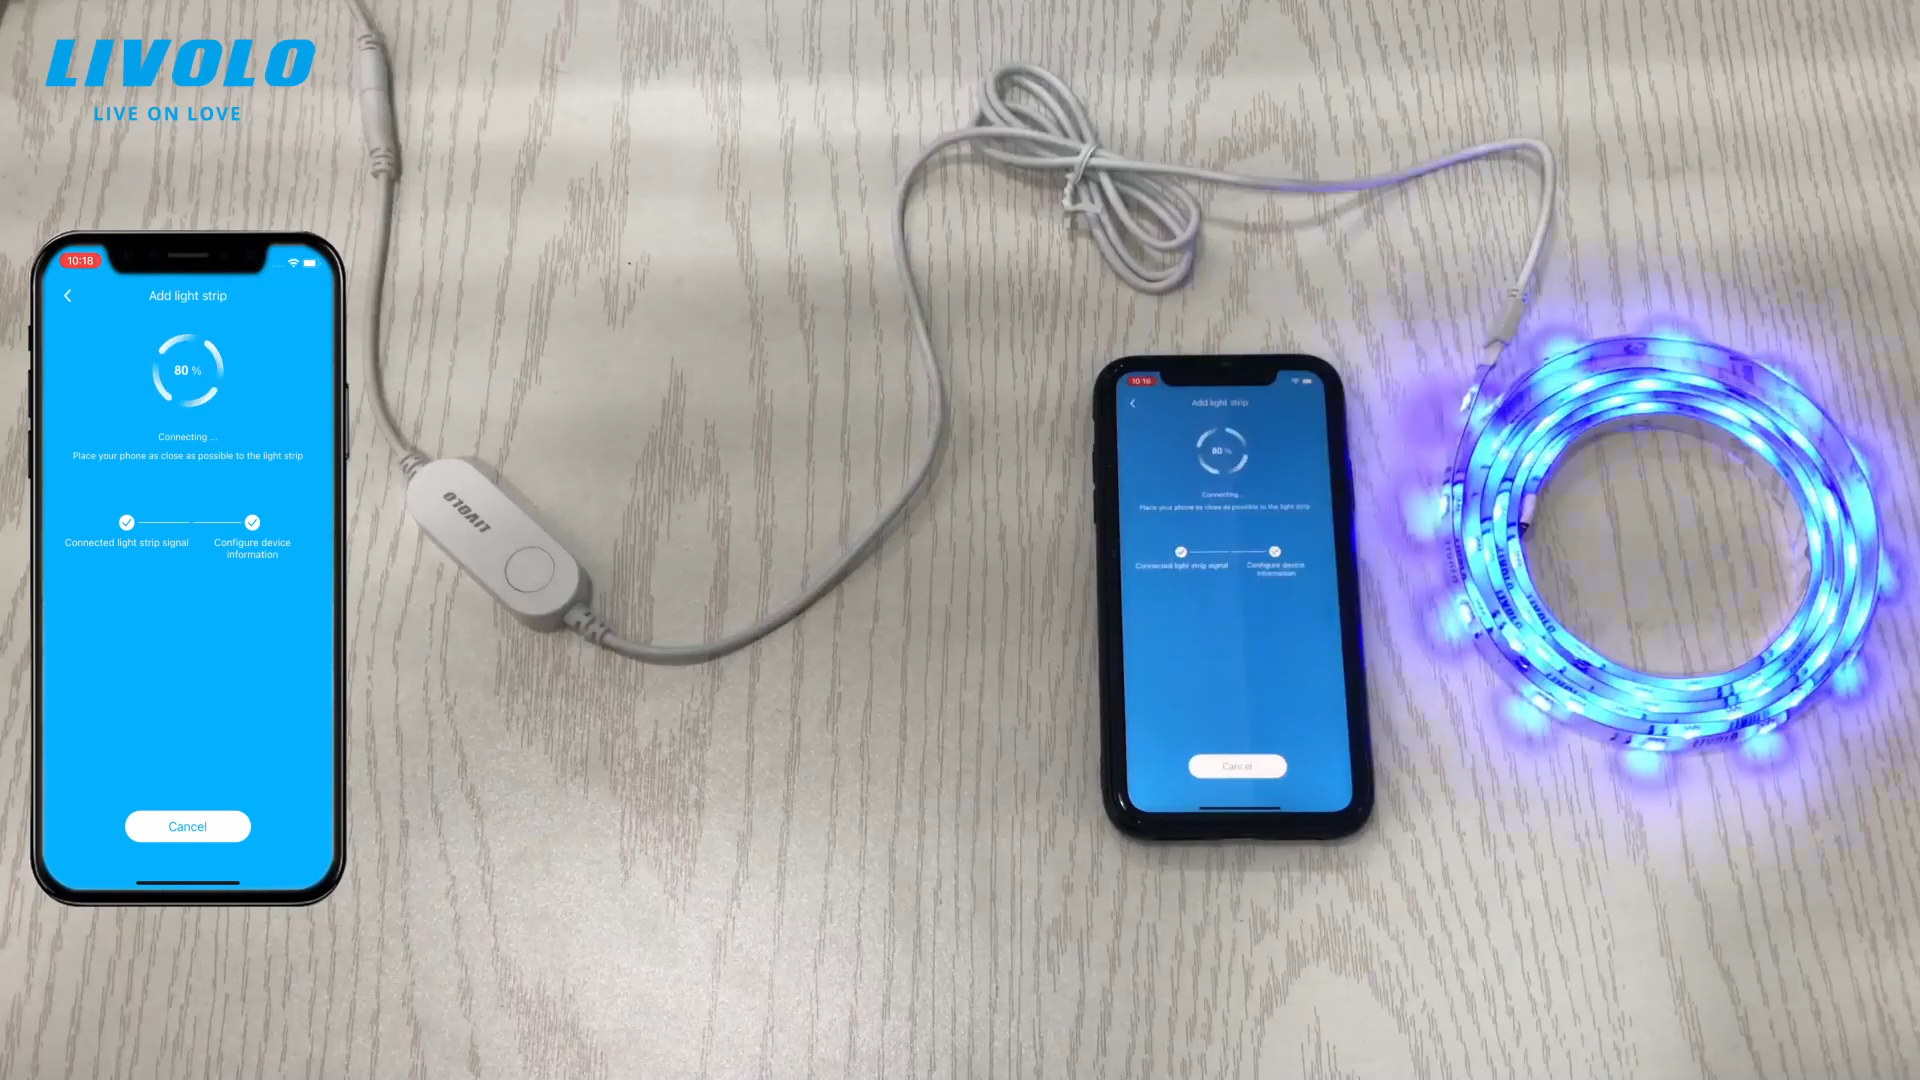 LIVOLO
LIVE ON LOVE
10:18
Add light strip
80 %
Connecting ...
Place your phone as close as possible to the light strip
Connected light strip signal
Configure device
information
Cancel
LIVOLO
10:18
Add light strip
80 %
Connecting...
Place your phone as close as possible to the light strip
Connected light strip signal
Configure device
information
Cancel
LIVOLO
LIVOLO